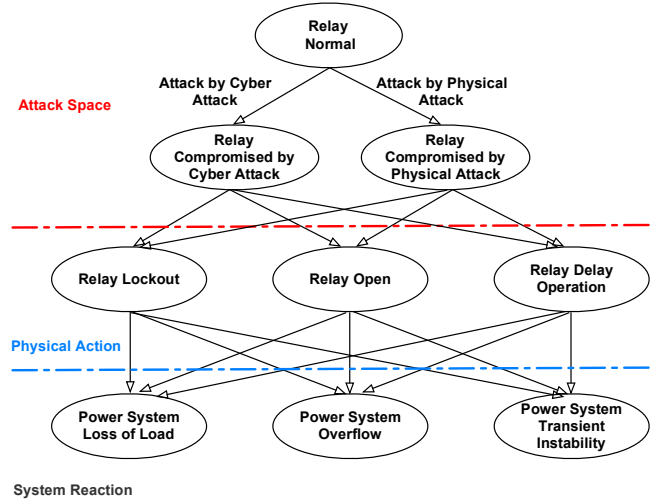 Relay
Normal
Attack by Cyber
Attack
Attack by Physical
Attack
Attack Space
Relay
Compromised by
Cyber Attack
Relay
Compromised by
Physical Attack
Relay Lockout
Relay Open
Relay Delay
Operation
Physical Action
Power System
Loss of Load
Power System
Overflow
Power System
Transient
Instability
System Reaction